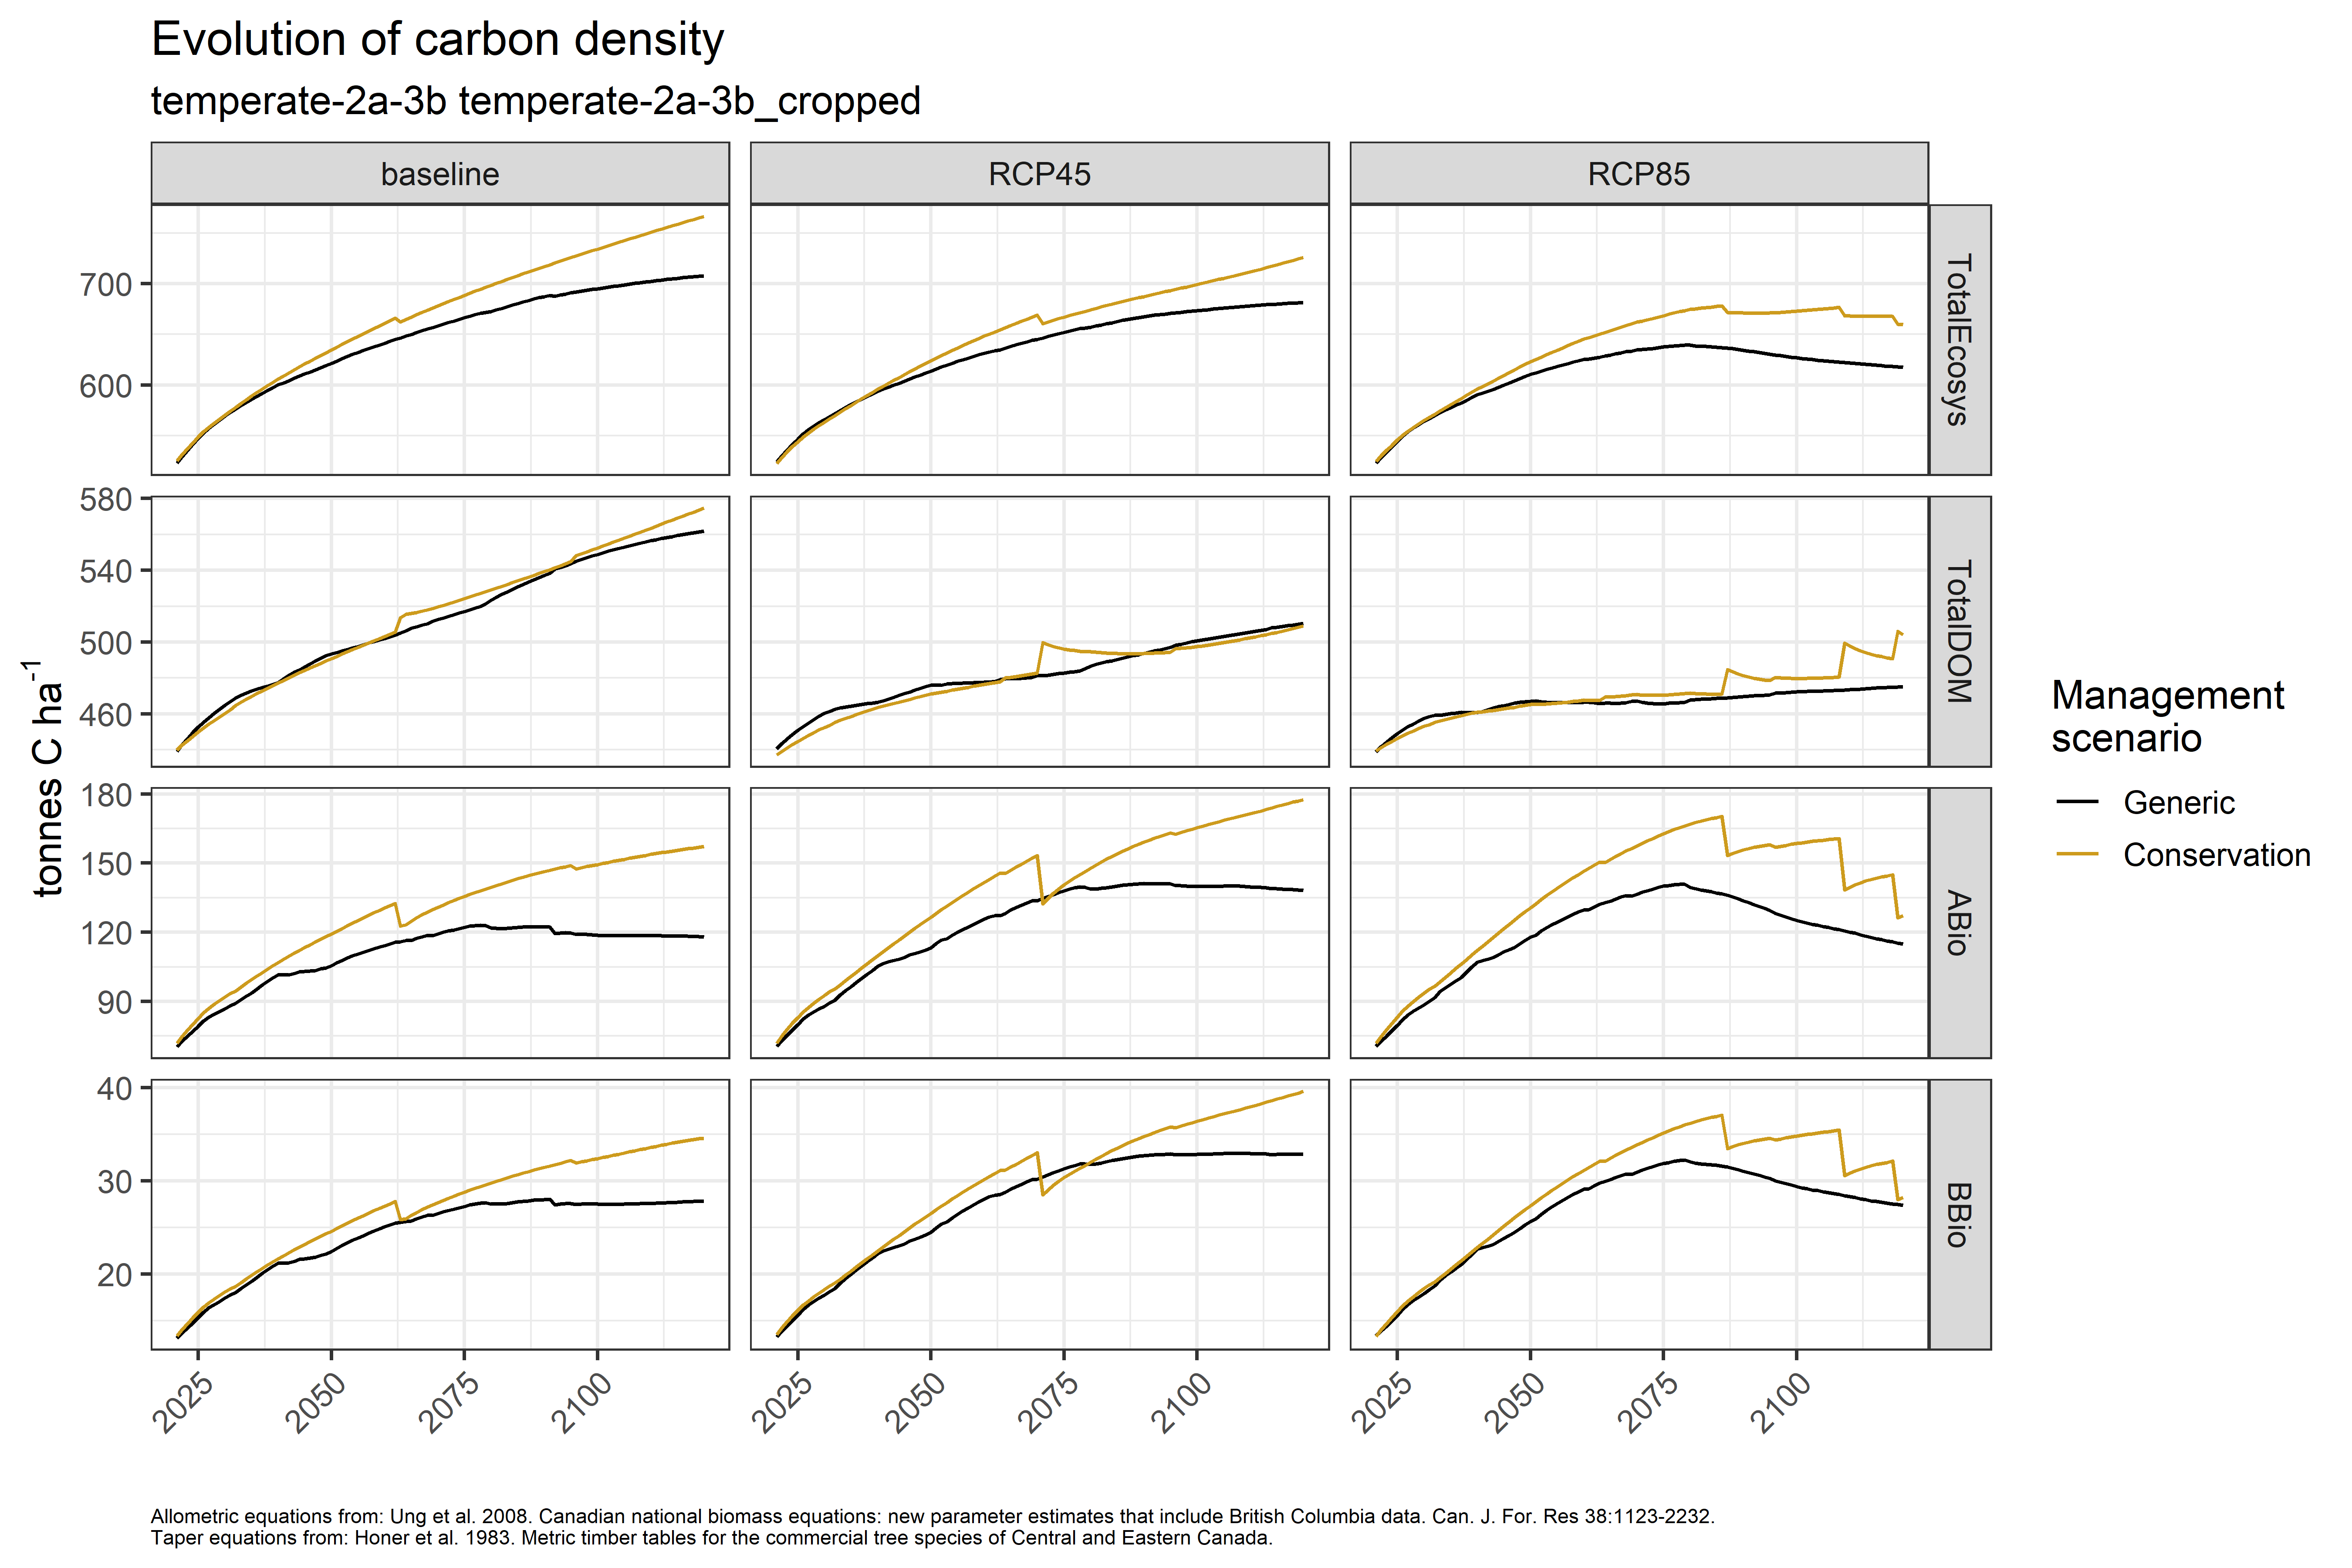 Evolution of carbon density
temperate-2a-3b temperate-2a-3b_cropped
baseline
RCP45
RCP85
700
600
TotalEcosys
580
540
500
460
TotalDOM
180
150
120
90
ABio
40
30
20
BBio
tonnes C ha⁻¹
2025
2050
2075
2100
2025
2050
2075
2100
2025
2050
2075
2100
Management
scenario
Generic
Conservation
Allometric equations from: Ung et al. 2008. Canadian national biomass equations: new parameter estimates that include British Columbia data. Can. J. For. Res 38:1123-2232.
Taper equations from: Honer et al. 1983. Metric timber tables for the commercial tree species of Central and Eastern Canada.